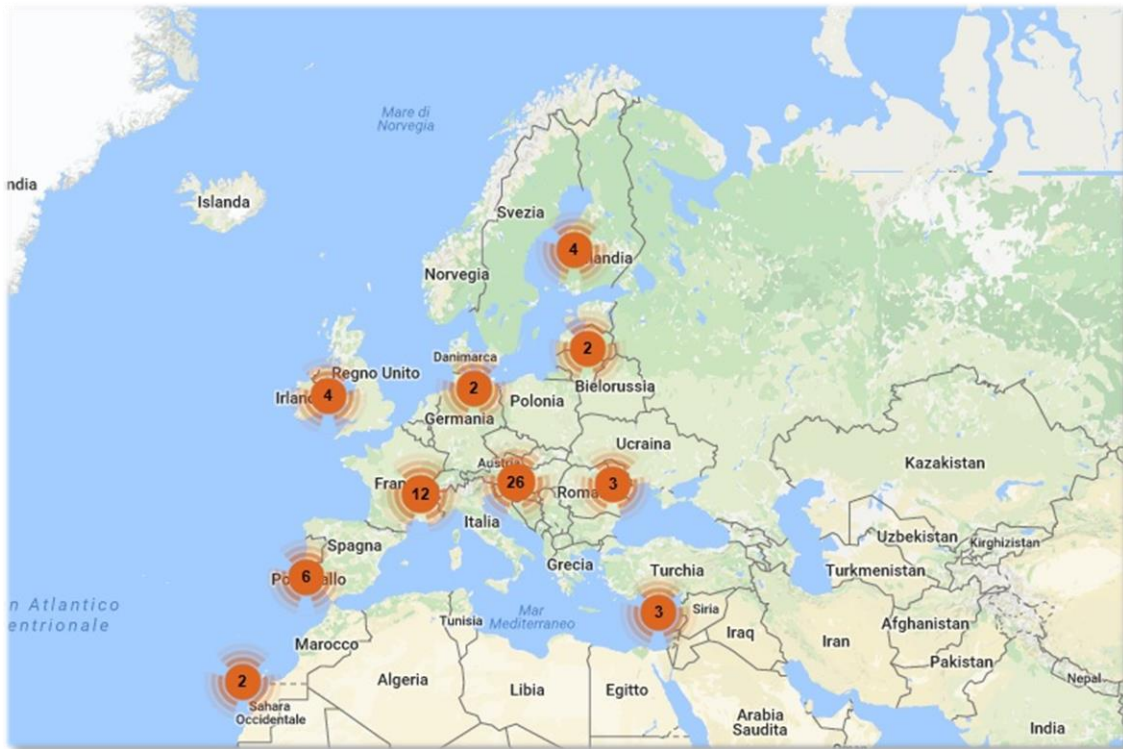 Mare di
Norvegia
ndia
Islanda
Svezia
4
landia
Norvegia
2
Danimarca
Regno Unito
2
Bielorussia
Irlan
4
Polonia
Germania
Ucraina
Kazakistan
Austria
Fran
12
26
Roma
3
Italia
Uzbekistan
Kirghizistan
Spagna
Grecia
Turchia
Turkmenistan
Po
6
allo
n Atlantico
entrionale
Mar
Mediterraneo
3
Siria
Tunisia
Afghanistan
Marocco
Iraq
Iran
Pakistan
2
Algeria
Libia
Egitto
Nepal
Sahara
Occidentale
Arabia
Saudita
India